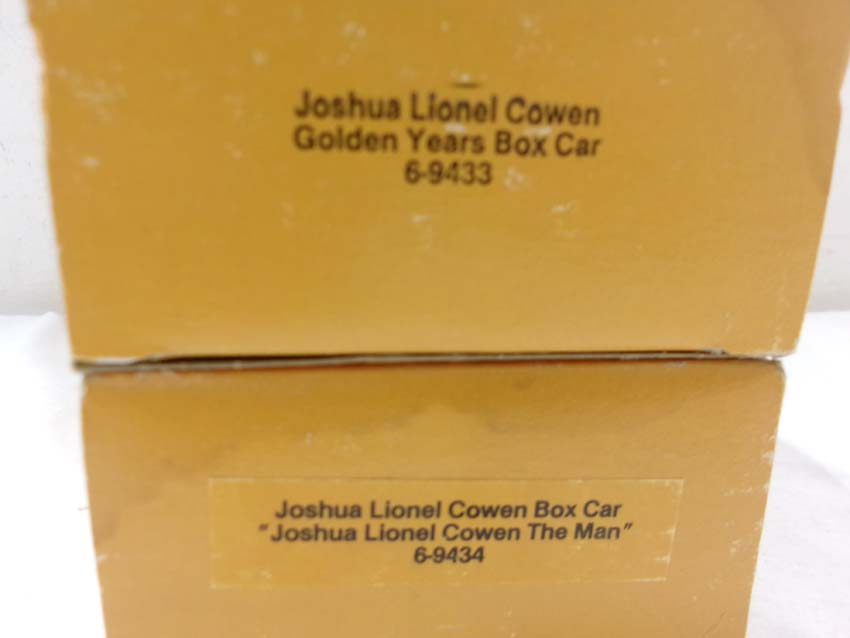 Joshua Lionel Cowen
Golden Years Box Car
6-9433
Joshua Lionel Cowen Box Car
"Joshua Lionel Cowen The Man"
6-9434